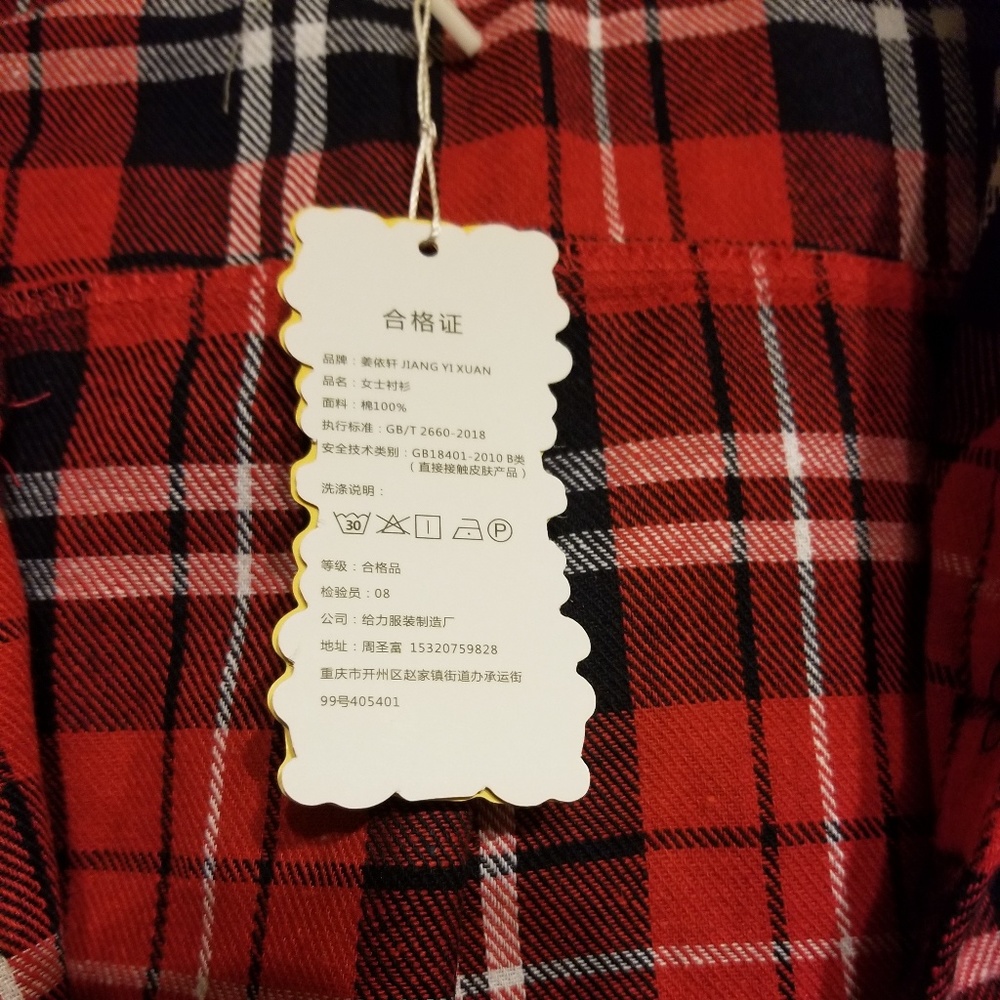 合格证
品牌：姜依轩 JIANG YI XUAN
品名：女士衬衫
面料：棉100%
执行标准：GB/T 2660-2018
安全技术类别：GB18401-2010 B类
（直接接触皮肤产品）
洗涤说明：
30 P
等级：合格品
检验员：08
公司：给力服装制造厂
地址：周圣富 15320759828
重庆市开州区赵家镇街道办承运街
99号405401